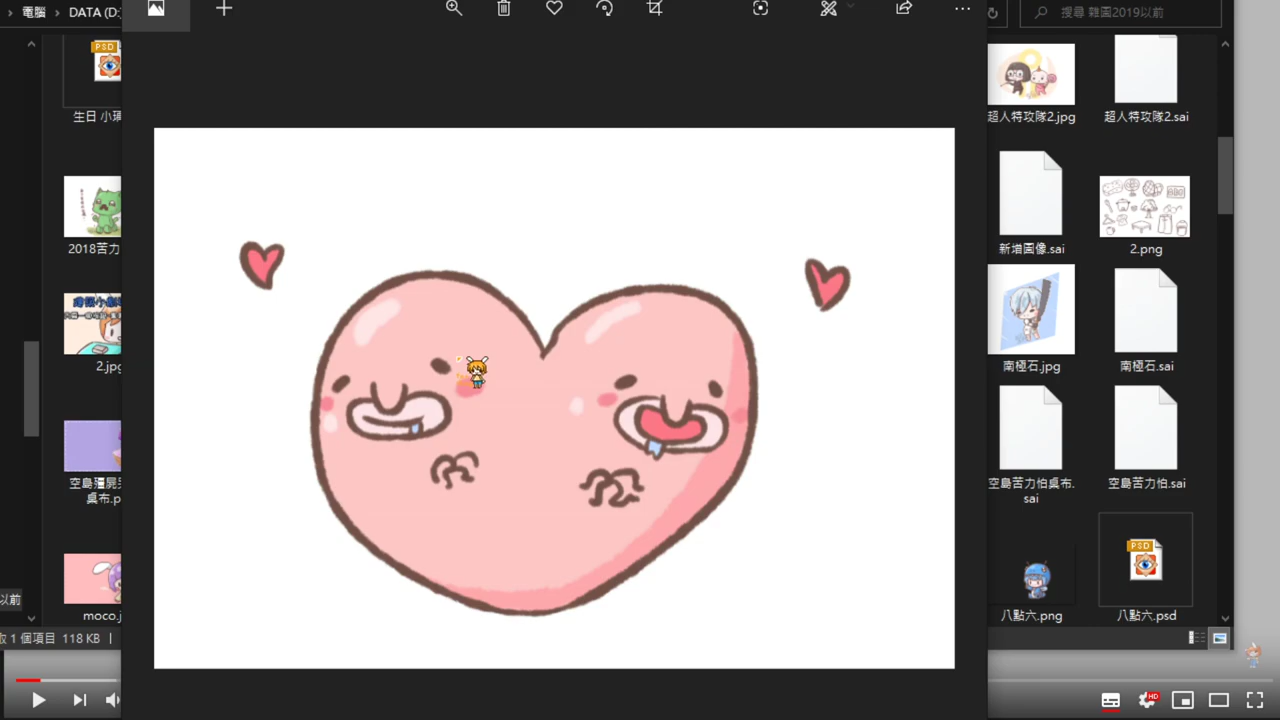 電腦 > DATA (D:
搜尋 雜圖2019以前
PSD
生日 小
超人特攻隊2.jpg
超人特攻隊2.sai
2018苦力
新增圖像.sai
2.png
2.jpg
南極石.jpg
南極石.sai
空島殭屍
桌布.p
空島苦力怕桌布.
sai
空島苦力怕.sai
PSD
moco.j
八點六.png
八點六.psd
以前
取 1 個項目 118 KB
HD